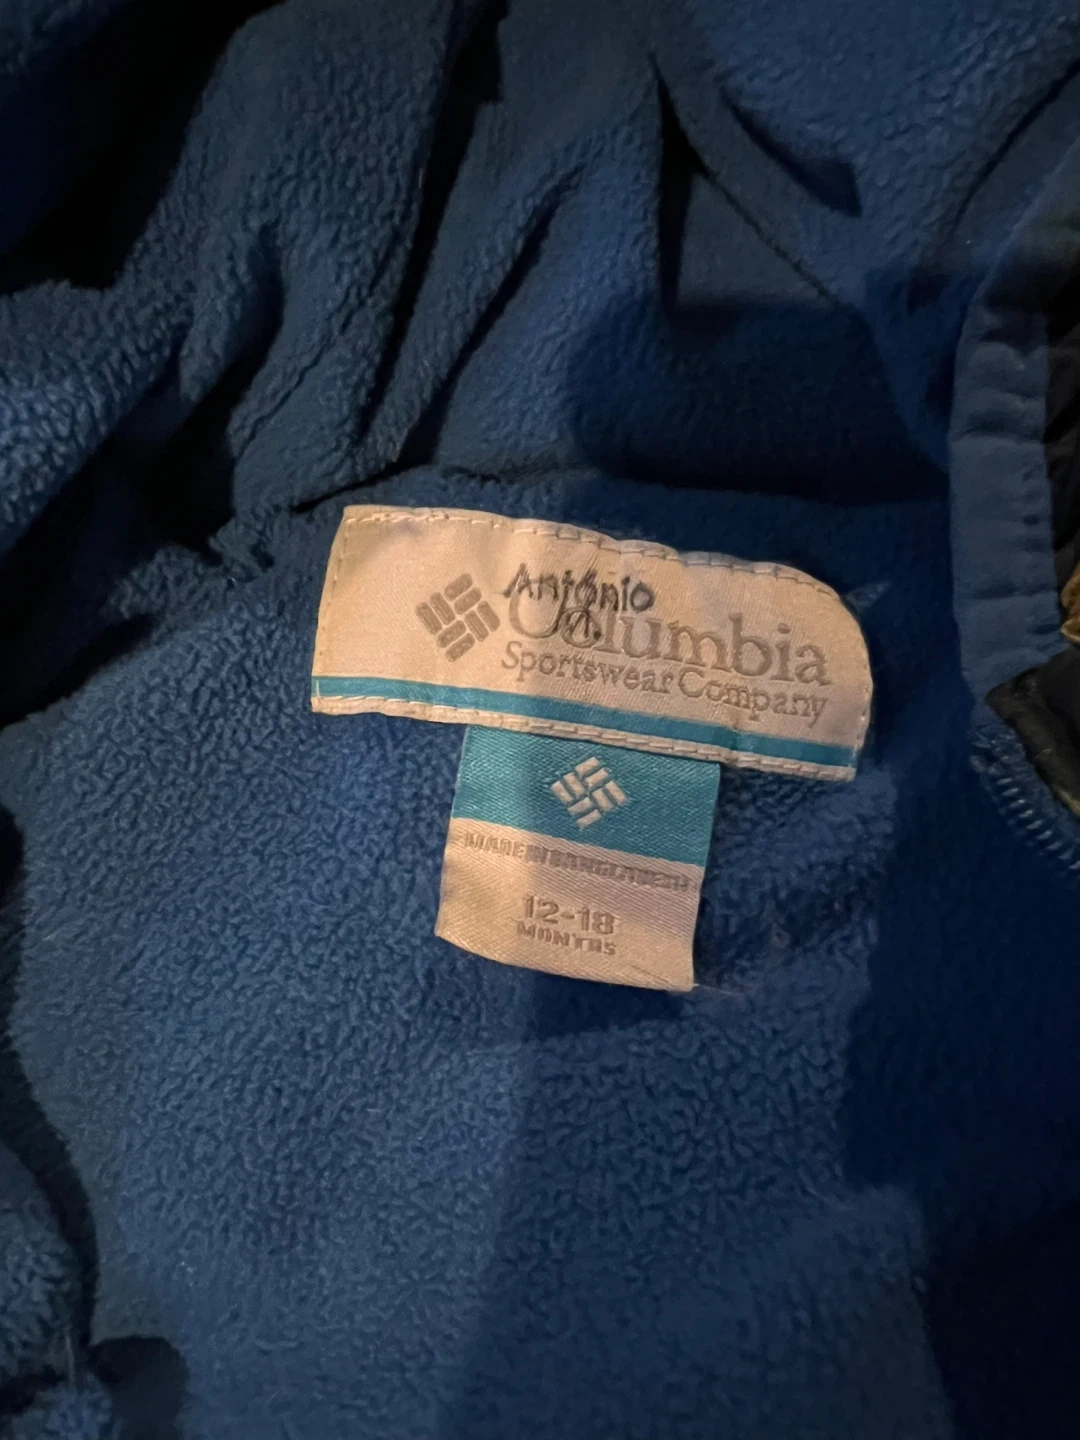 António
M.
Columbia
Sportswear Company
MADE IN BANGLADESH
12-18
MONTHS